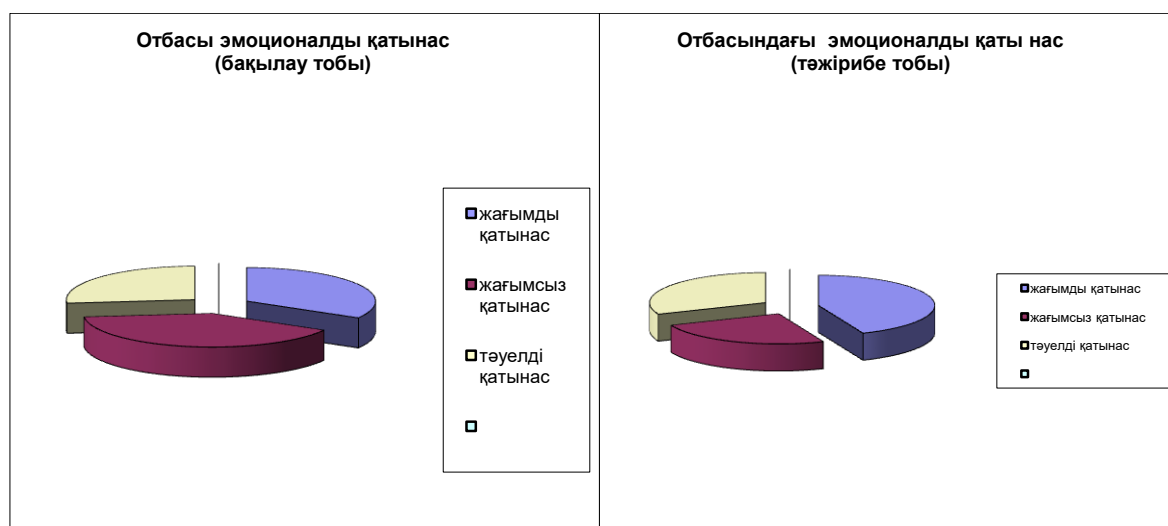 Отбасы эмоционалды қатынас
(бақылау тобы)
жағымды
қатынас
жағымсыз
қатынас
тәуелді
қатынас
Отбасындағы эмоционалды қаты нас
(тәжірибе тобы)
жағымды қатынас
жағымсыз қатынас
тәуелді қатынас